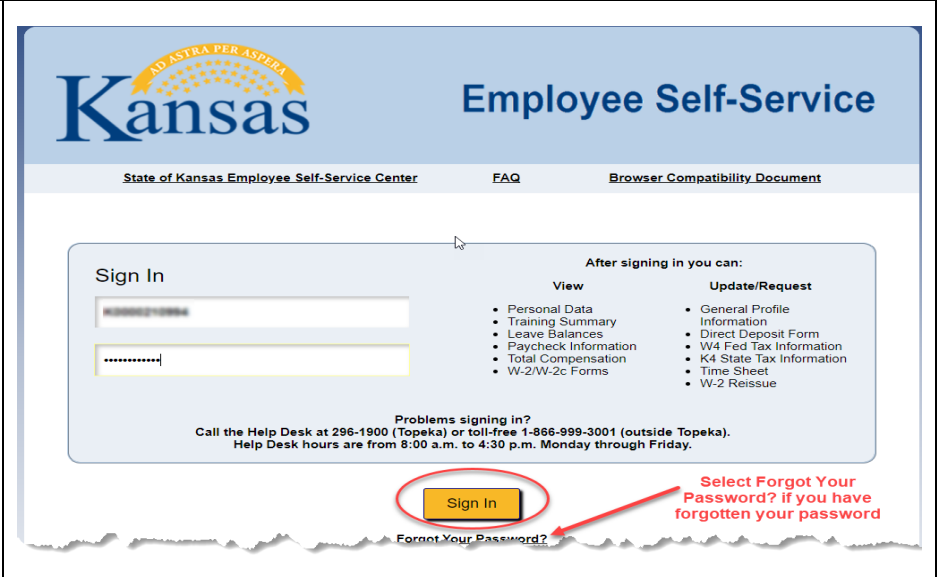 AD ASTRA PER ASPERA
Kansas
Employee Self-Service
State of Kansas Employee Self-Service Center
FAQ
Browser Compatibility Document
Sign In
After signing in you can:
View
Personal Data
Training Summary
Leave Balances
Paycheck Information
Total Compensation
W-2/W-2c Forms
Update/Request
General Profile
Information
Direct Deposit Form
W4 Fed Tax Information
K4 State Tax Information
Time Sheet
W-2 Reissue
Problems signing in?
Call the Help Desk at 296-1900 (Topeka) or toll-free 1-866-999-3001 (outside Topeka).
Help Desk hours are from 8:00 a.m. to 4:30 p.m. Monday through Friday.
Sign In
Forgot Your Password?
Select Forgot Your
Password? if you have
forgotten your password